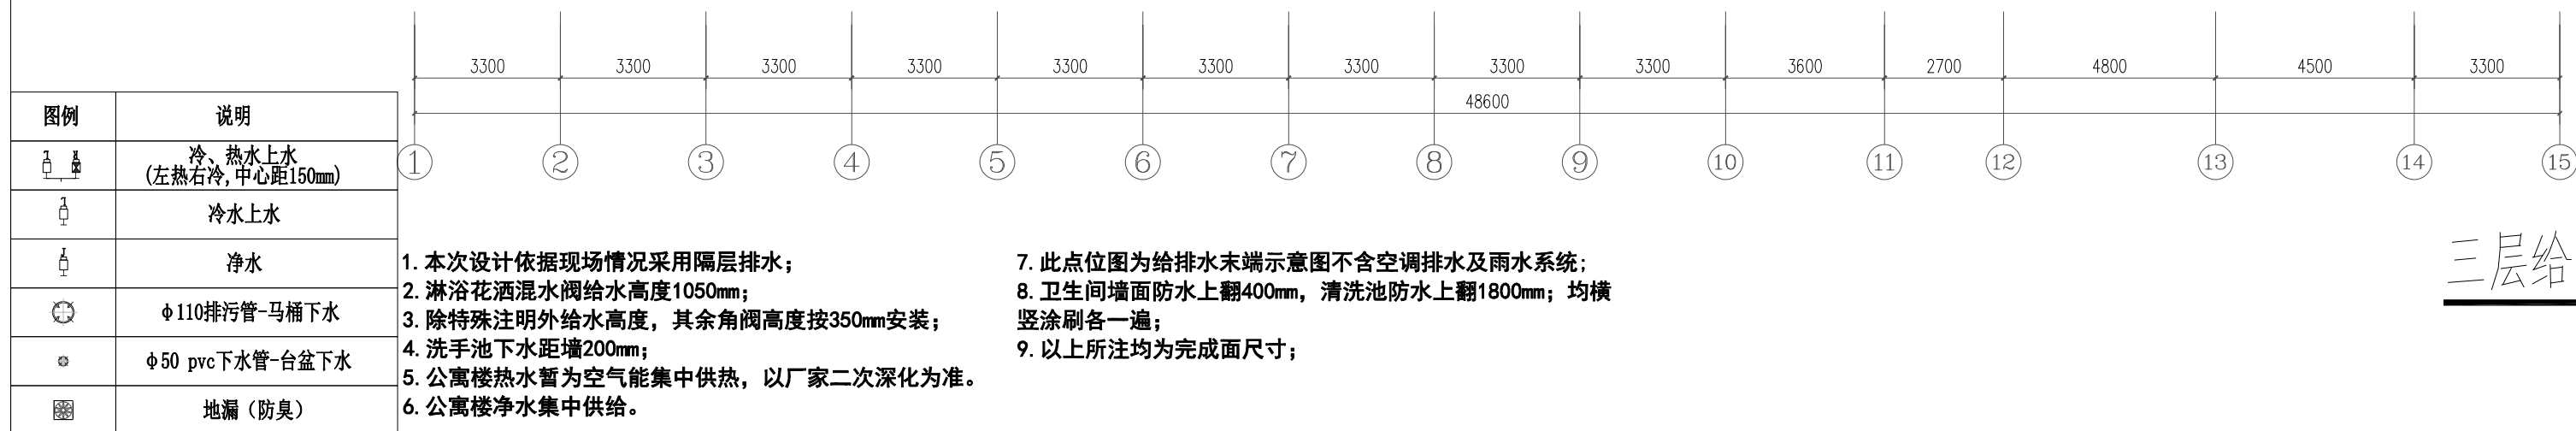 3300 3300 3300 3300 3300 3300 3300 3300 3300 3600 2700 4800 4500 3300
48600
1 2 3 4 5 6 7 8 9 10 11 12 13 14 15
图例 说明
冷、热水上水
(左热右冷,中心距150mm)
冷水上水
净水
φ110排污管-马桶下水
φ50 pvc下水管-台盆下水
地漏（防臭）
1. 本次设计依据现场情况采用隔层排水；
2. 淋浴花洒混水阀给水高度1050mm；
3. 除特殊注明外给水高度，其余角阀高度按350mm安装；
4. 洗手池下水距墙200mm；
5. 公寓楼热水暂为空气能集中供热，以厂家二次深化为准。
6. 公寓楼净水集中供给。
7. 此点位图为给排水末端示意图不含空调排水及雨水系统;
8. 卫生间墙面防水上翻400mm，清洗池防水上翻1800mm；均横
竖涂刷各一遍；
9. 以上所注均为完成面尺寸；
三层给